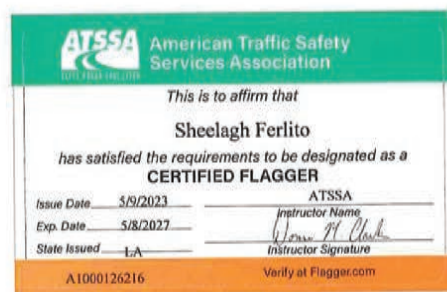 ATSSA American Traffic Safety
Services Association
This is to affirm that
Sheelagh Ferlito
has satisfied the requirements to be designated as a
CERTIFIED FLAGGER
Issue Date 5/9/2023 ATSSA
Instructor Name
Exp. Date 5/8/2027
State Issued LA Instructor Signature
A1000126216 Verify at Flagger.com